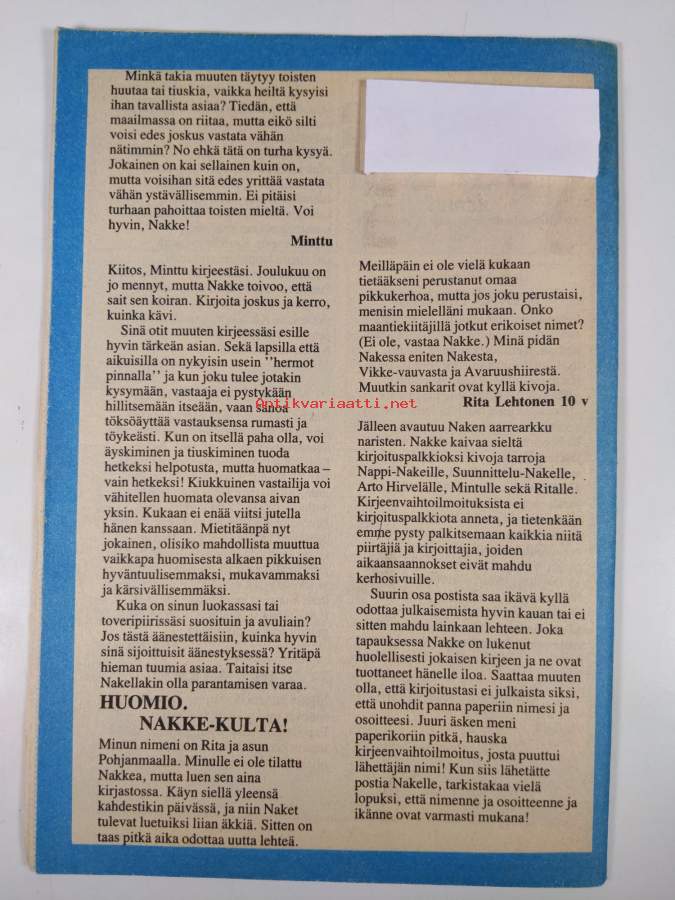 Minkä takia muuten täytyy toisten
huutaa tai tiuskia, vaikka heiltä kysyisi
ihan tavallista asiaa? Tiedän, että
maailmassa on riitaa, mutta eikö silti
voisi edes joskus vastata vähän
nätimmin? No ehkä tätä on turha kysyä.
Jokainen on kai sellainen kuin on,
mutta voisihan sitä edes yrittää vastata
vähän ystävällisemmin. Ei pitäisi
turhaan pahoittaa toisten mieltä. Voi
hyvin, Nakke!
Minttu
Kiitos, Minttu kirjeestäsi. Joulukuu on
jo mennyt, mutta Nakke toivoo, että
sait sen koiran. Kirjoita joskus ja kerro,
kuinka kävi.
Sinä otit muuten kirjeessäsi esille
hyvin tärkeän asian. Sekä lapsilla että
aikuisilla on nykyisin usein ''hermot
pinnalla'' ja kun joku tulee jotakin
kysymään, vastaaja ei pystykään
hillitsemään itseään, vaan sanoa
töksöäyttää vastauksensa rumasti ja
töykeästi. Kun on itsellä paha olla, voi
äyskiminen ja tiuskiminen tuoda
hetkeksi helpotusta, mutta huomatkaa –
vain hetkeksi! Kiukkuinen vastailija voi
vähitellen huomata olevansa aivan
yksin. Kukaan ei enää viitsi jutella
hänen kanssaan. Mietitäänpä nyt
jokainen, olisiko mahdollista muuttua
vaikkapa huomisesta alkaen pikkuisen
hyväntuulisemmaksi, mukavammaksi
ja kärsivällisemmäksi.
Kuka on sinun luokassasi tai
toveripiirissäsi suosituin ja avuliain?
Jos tästä äänestettäisiin, kuinka hyvin
sinä sijoittuisit äänestyksessä? Yritäpä
hieman tuumia asiaa. Taitaisi itse
Nakellakin olla parantamisen varaa.
HUOMIO.
NAKKE-KULTA!
Minun nimeni on Rita ja asun
Pohjanmaalla. Minulle ei ole tilattu
Nakkea, mutta luen sen aina
kirjastossa. Käyn siellä yleensä
kahdestikin päivässä, ja niin Naket
tulevat luetuiksi liian äkkiä. Sitten on
taas pitkä aika odottaa uutta lehteä.
Meilläpäin ei ole vielä kukaan
tietääkseni perustanut omaa
pikkukerhoa, mutta jos joku perustaisi,
menisin mielelläni mukaan. Onko
maantiekiitäjillä jotkut erikoiset nimet?
(Ei ole, vastaa Nakke.) Minä pidän
Nakessa eniten Nakesta,
Vikke-vauvasta ja Avaruushiirestä.
Muutkin sankarit ovat kyllä kivoja.
Rita Lehtonen 10 v
Jälleen avautuu Naken aarrearkku
naristen. Nakke kaivaa sieltä
kirjoituspalkkioksi kivoja tarroja
Nappi-Nakeille, Suunnittelu-Nakelle,
Arto Hirvelälle, Mintulle sekä Ritalle.
Kirjeenvaihtoilmoituksista ei
kirjoituspalkkiota anneta, ja tietenkään
emme pysty palkitsemaan kaikkia niitä
piirtäjiä ja kirjoittajia, joiden
aikaansaannokset eivät mahdu
kerhosivuille.
Suurin osa postista saa ikävä kyllä
odottaa julkaisemista hyvin kauan tai ei
sitten mahdu lainkaan lehteen. Joka
tapauksessa Nakke on lukenut
huolellisesti jokaisen kirjeen ja ne ovat
tuottaneet hänelle iloa. Saattaa muuten
olla, että kirjoitustasi ei julkaista siksi,
että unohdit panna paperiin nimesi ja
osoitteesi. Juuri äsken meni
paperikoriin pitkä, hauska
kirjeenvaihtoilmoitus, josta puuttui
lähettäjän nimi! Kun siis lähetätte
postia Nakelle, tarkistakaa vielä
lopuksi, että nimenne ja osoitteenne ja
ikänne ovat varmasti mukana!
Antikvariaatti.net